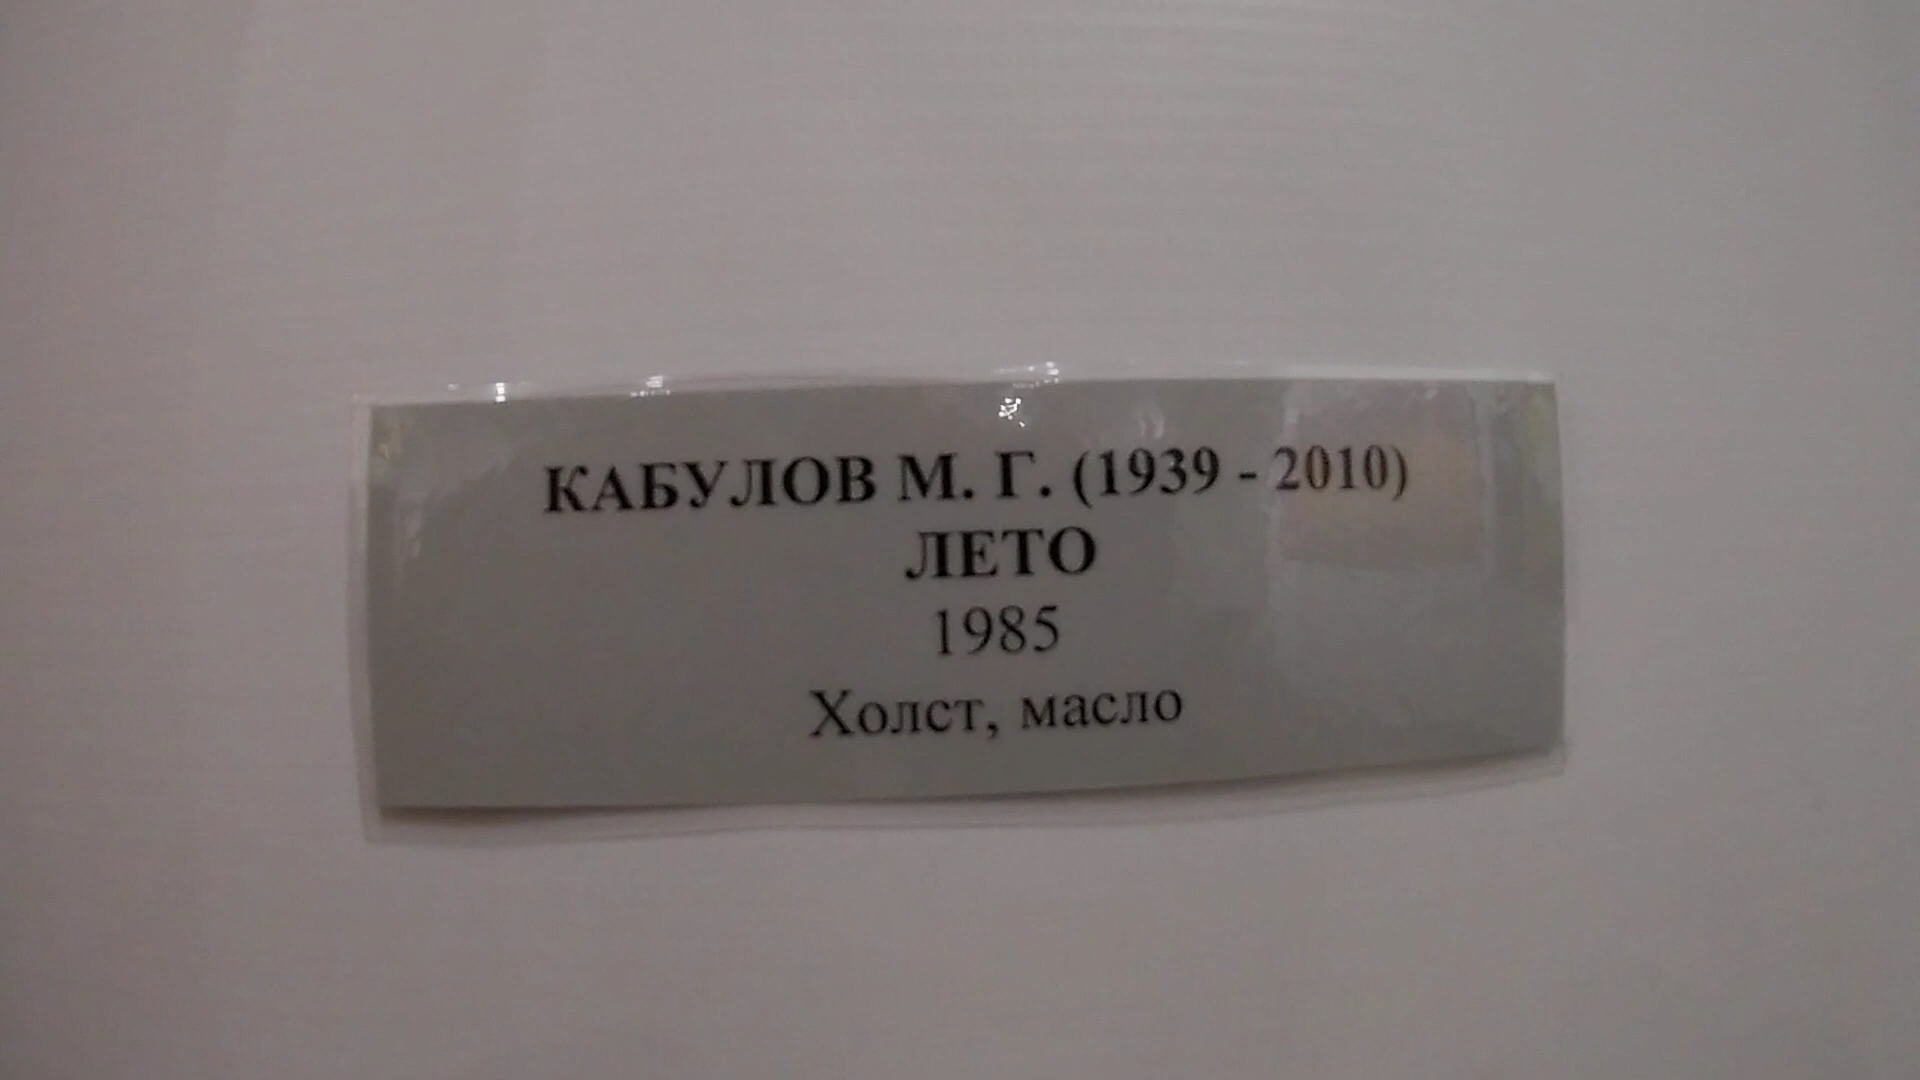 КАБУЛОВ М. Г. (1939 - 2010)
ЛЕТО
1985
Холст, масло